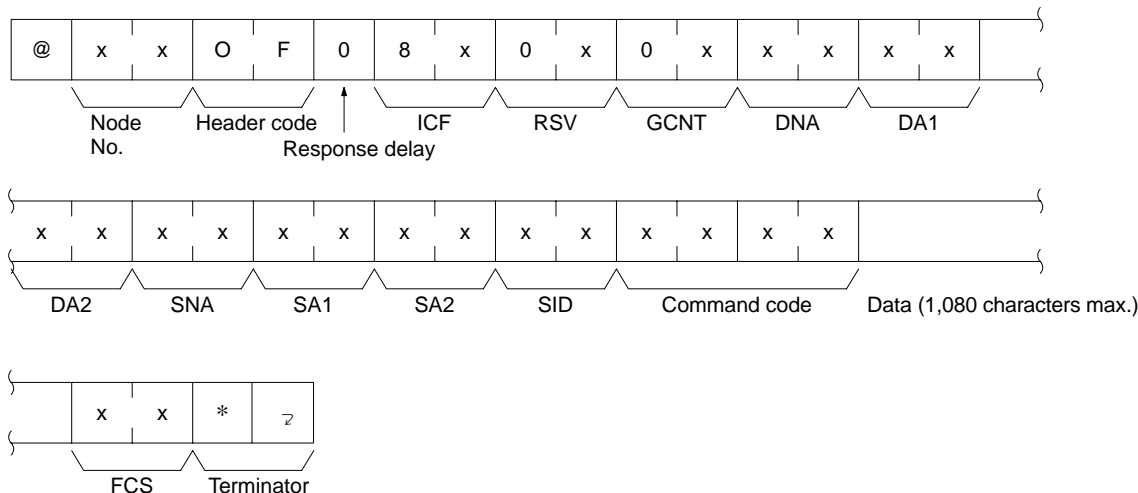 @ x x O F 0 8 x 0 x 0 x x x x x
Node No. Header code Response delay ICF RSV GCNT DNA DA1
x x x x x x x x x x x x x x
DA2 SNA SA1 SA2 SID Command code Data (1,080 characters max.)
x x *
FCS Terminator